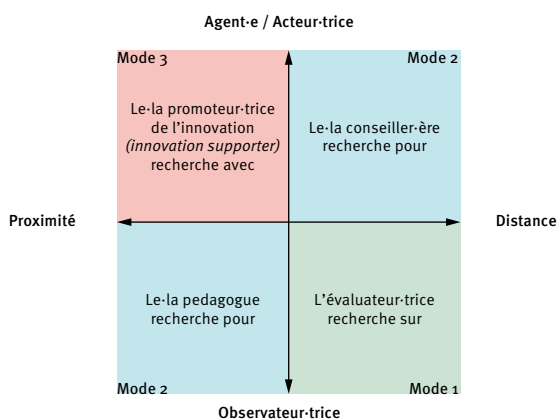 Agent·e / Acteur·trice
Mode 3
Mode 2
Le·la promoteur·trice
de l’innovation
(innovation supporter)
recherche avec
Le·la conseiller·ère
recherche pour
Proximité
Distance
Le·la pedagogue
recherche pour
L’évaluateur·trice
recherche sur
Mode 2
Mode 1
Observateur·trice